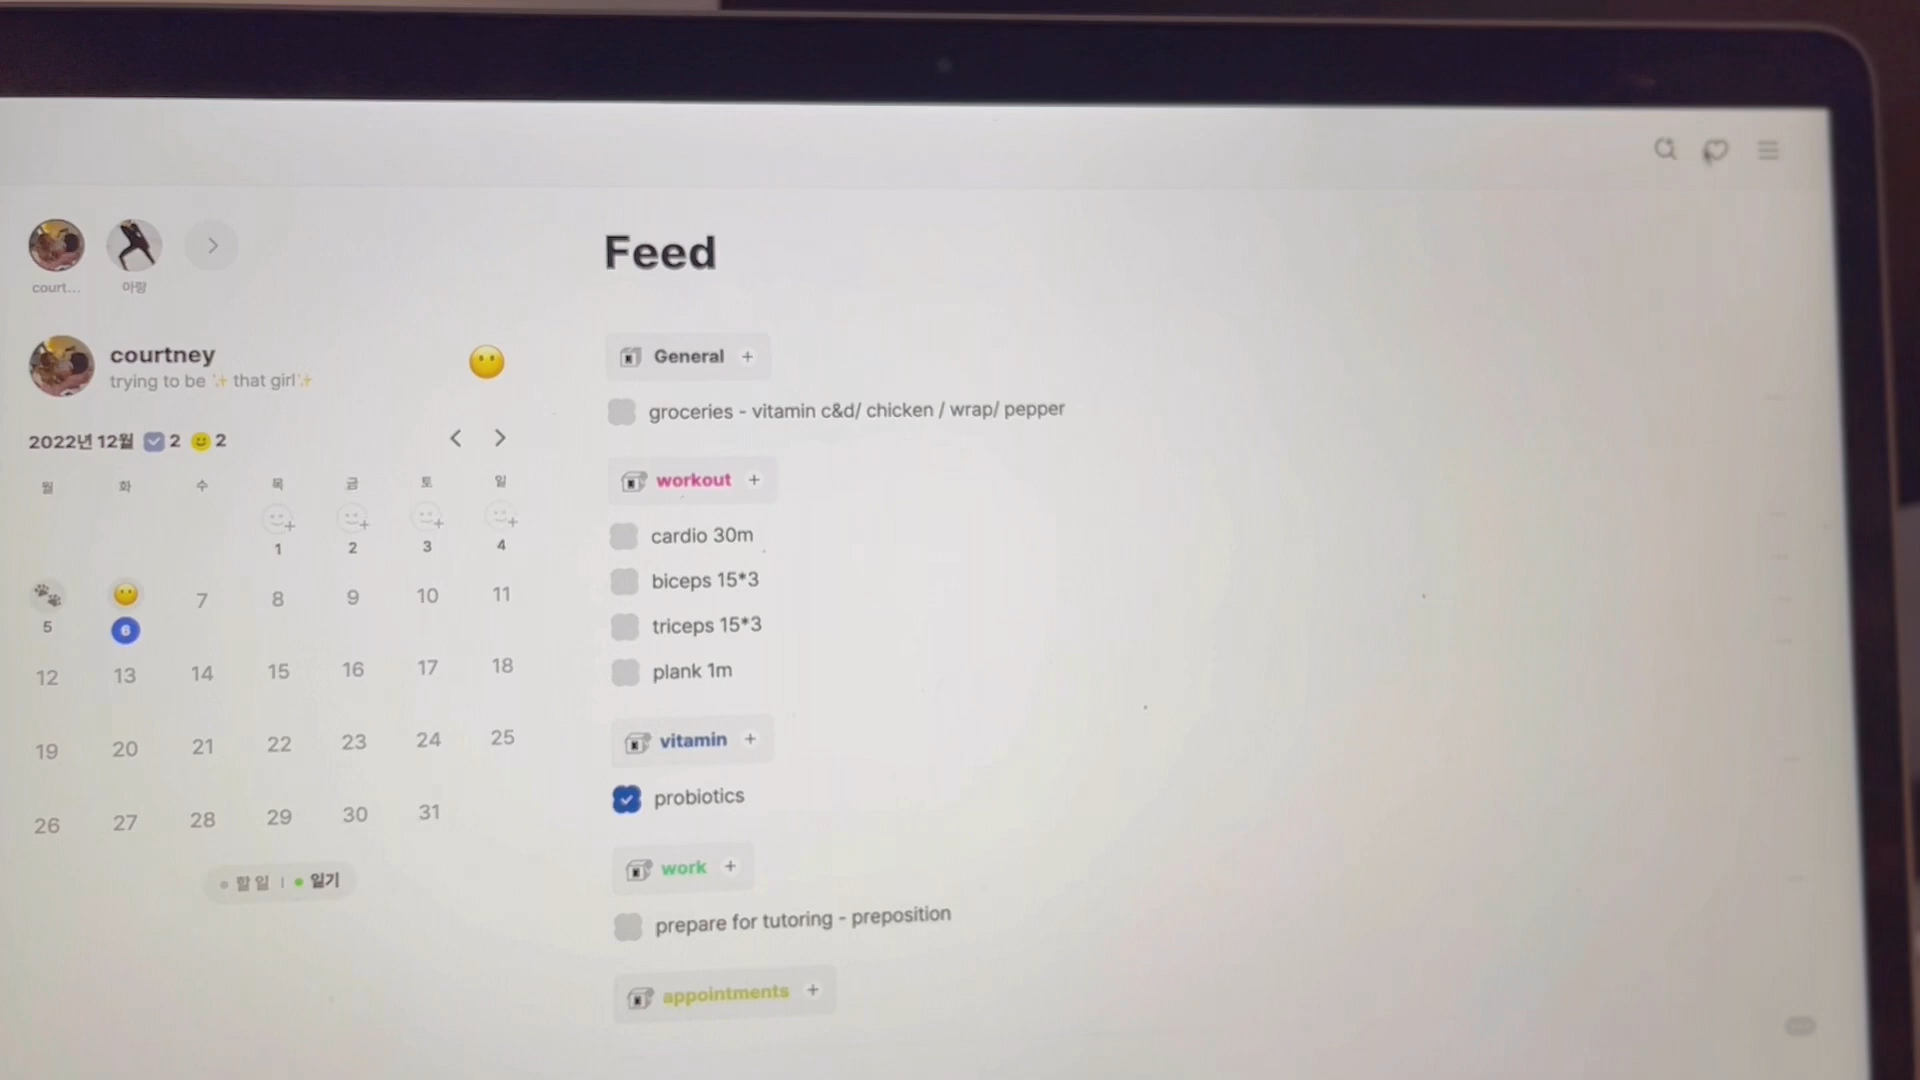 court...
아랑
courtney
trying to be ✨ that girl✨
2022년 12월 2 2
월 화 수 목 금 토 일
1 2 3 4
5 6 7 8 9 10 11
12 13 14 15 16 17 18
19 20 21 22 23 24 25
26 27 28 29 30 31
할일 | 일기
Feed
General +
groceries - vitamin c&d/ chicken / wrap/ pepper
workout +
cardio 30m
biceps 15*3
triceps 15*3
plank 1m
vitamin +
probiotics
work +
prepare for tutoring - preposition
appointments +